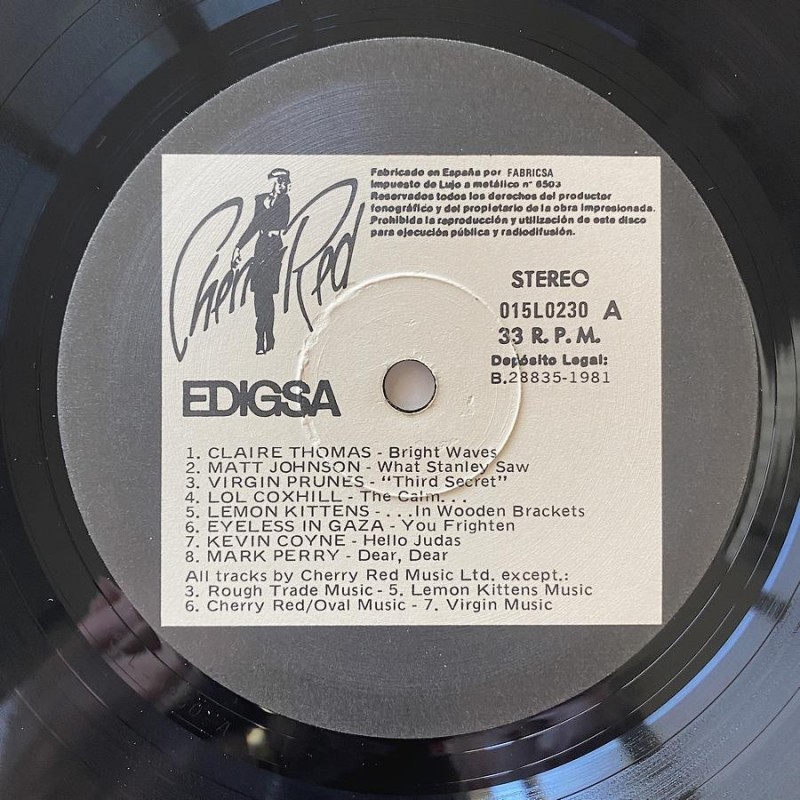 Cherry Red
Fabricado en España por FABRICSA
Impuesto de Lujo a metálico nº 6503
Reservados todos los derechos del productor
fonográfico y del propietario de la obra impresionada.
Prohibida la reproducción y utilización de este disco
para ejecución pública y radiodifusión.
STEREO
015L0230 A
33 R.P.M.
Depósito Legal:
B.28835-1981
EDIGSA
1. CLAIRE THOMAS - Bright Waves
2. MATT JOHNSON - What Stanley Saw
3. VIRGIN PRUNES - "Third Secret"
4. LOL COXHILL - The Calm...
5. LEMON KITTENS - ...In Wooden Brackets
6. EYELESS IN GAZA - You Frighten
7. KEVIN COYNE - Hello Judas
8. MARK PERRY - Dear, Dear
All tracks by Cherry Red Music Ltd. except.:
3. Rough Trade Music - 5. Lemon Kittens Music
6. Cherry Red/Oval Music - 7. Virgin Music